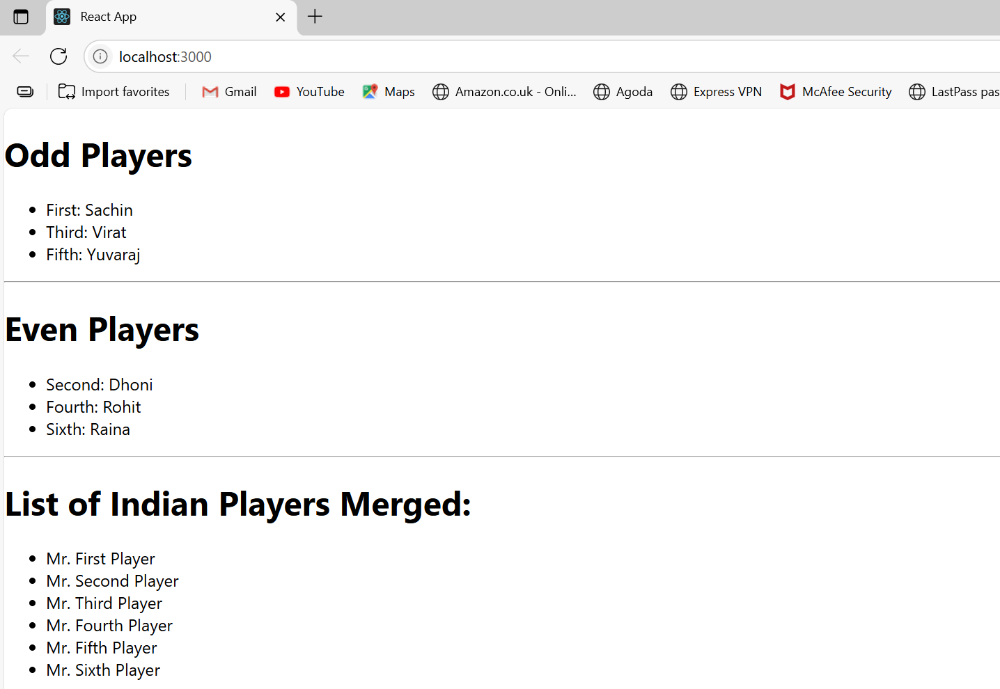 React App
localhost:3000
Import favorites Gmail YouTube Maps Amazon.co.uk - Onli... Agoda Express VPN McAfee Security LastPass pas
Odd Players
First: Sachin
Third: Virat
Fifth: Yuvaraj
Even Players
Second: Dhoni
Fourth: Rohit
Sixth: Raina
List of Indian Players Merged:
Mr. First Player
Mr. Second Player
Mr. Third Player
Mr. Fourth Player
Mr. Fifth Player
Mr. Sixth Player